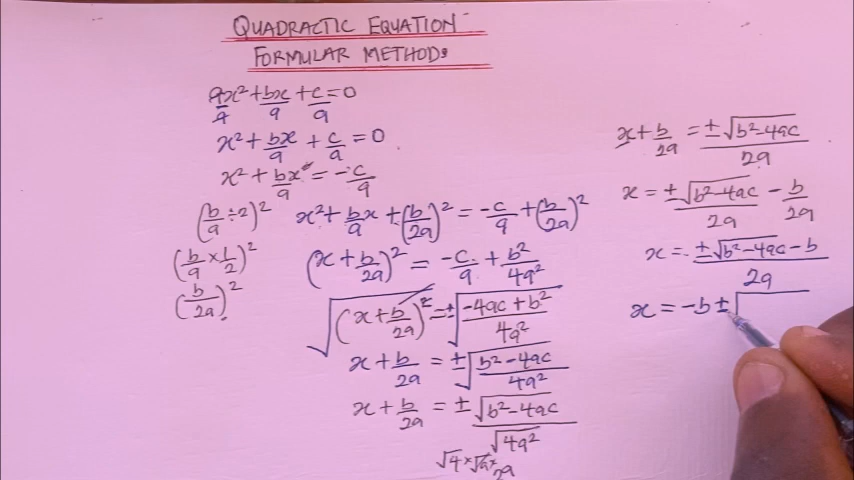 QUADRACTIC EQUATION
FORMULAR METHOD:
ax²/a + bx/a + c/a = 0
x² + bx/a + c/a = 0
x² + bx/a = -c/a
(b/a ÷ 2)²
(b/a × 1/2)²
(b/2a)²
x² + b/a x + (b/2a)² = -c/a + (b/2a)²
(x + b/2a)² = -c/a + b²/4a²
√(x + b/2a)² = ±√(-4ac + b²/4a²)
x + b/2a = ±√(b²-4ac/4a²)
x + b/2a = ±√b²-4ac/√4a²
√4 × √a²
2a
x + b/2a = ±√b²-4ac/2a
x = ±√b²-4ac/2a - b/2a
x = ±√b²-4ac - b/2a
x = -b ± √